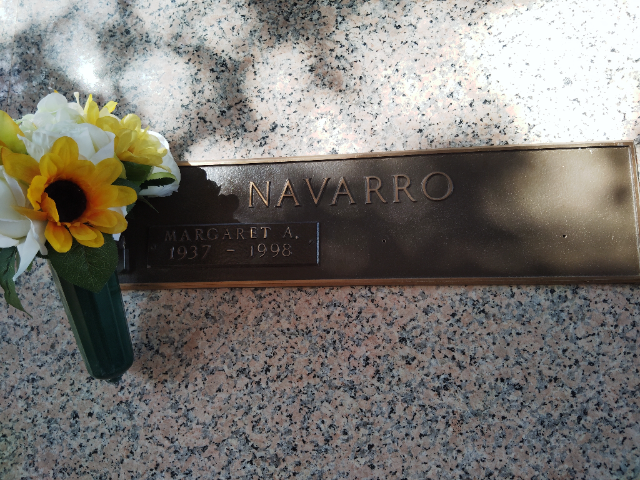 NAVARRO
MARGARET A.
1937 - 1998